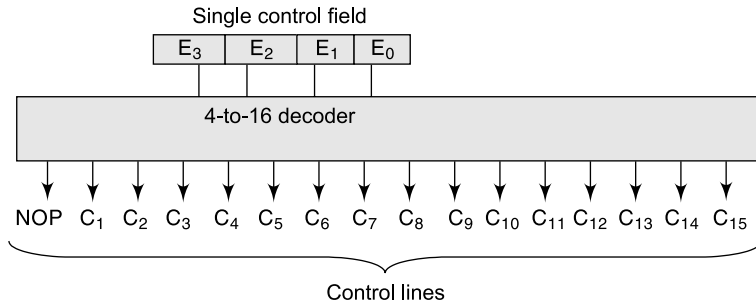 Single control field
E₃ E₂ E₁ E₀
4-to-16 decoder
NOP C₁ C₂ C₃ C₄ C₅ C₆ C₇ C₈ C₉ C₁₀ C₁₁ C₁₂ C₁₃ C₁₄ C₁₅
Control lines